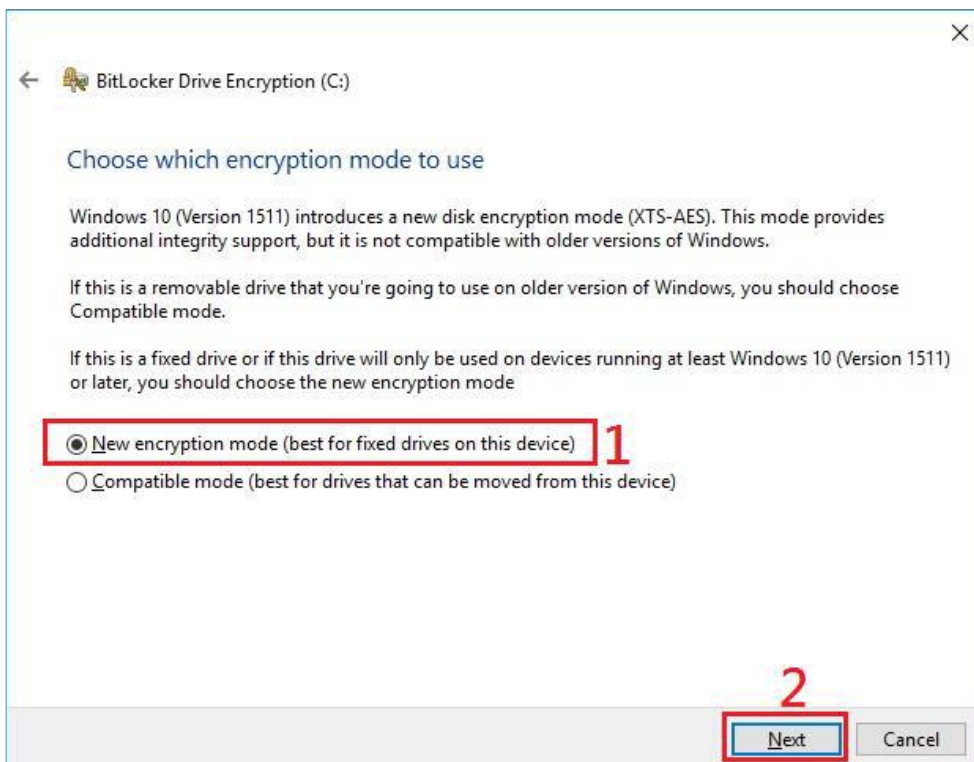 BitLocker Drive Encryption (C:)
Choose which encryption mode to use
Windows 10 (Version 1511) introduces a new disk encryption mode (XTS-AES). This mode provides
additional integrity support, but it is not compatible with older versions of Windows.
If this is a removable drive that you're going to use on older version of Windows, you should choose
Compatible mode.
If this is a fixed drive or if this drive will only be used on devices running at least Windows 10 (Version 1511)
or later, you should choose the new encryption mode
New encryption mode (best for fixed drives on this device) 1
Compatible mode (best for drives that can be moved from this device)
2
Next Cancel